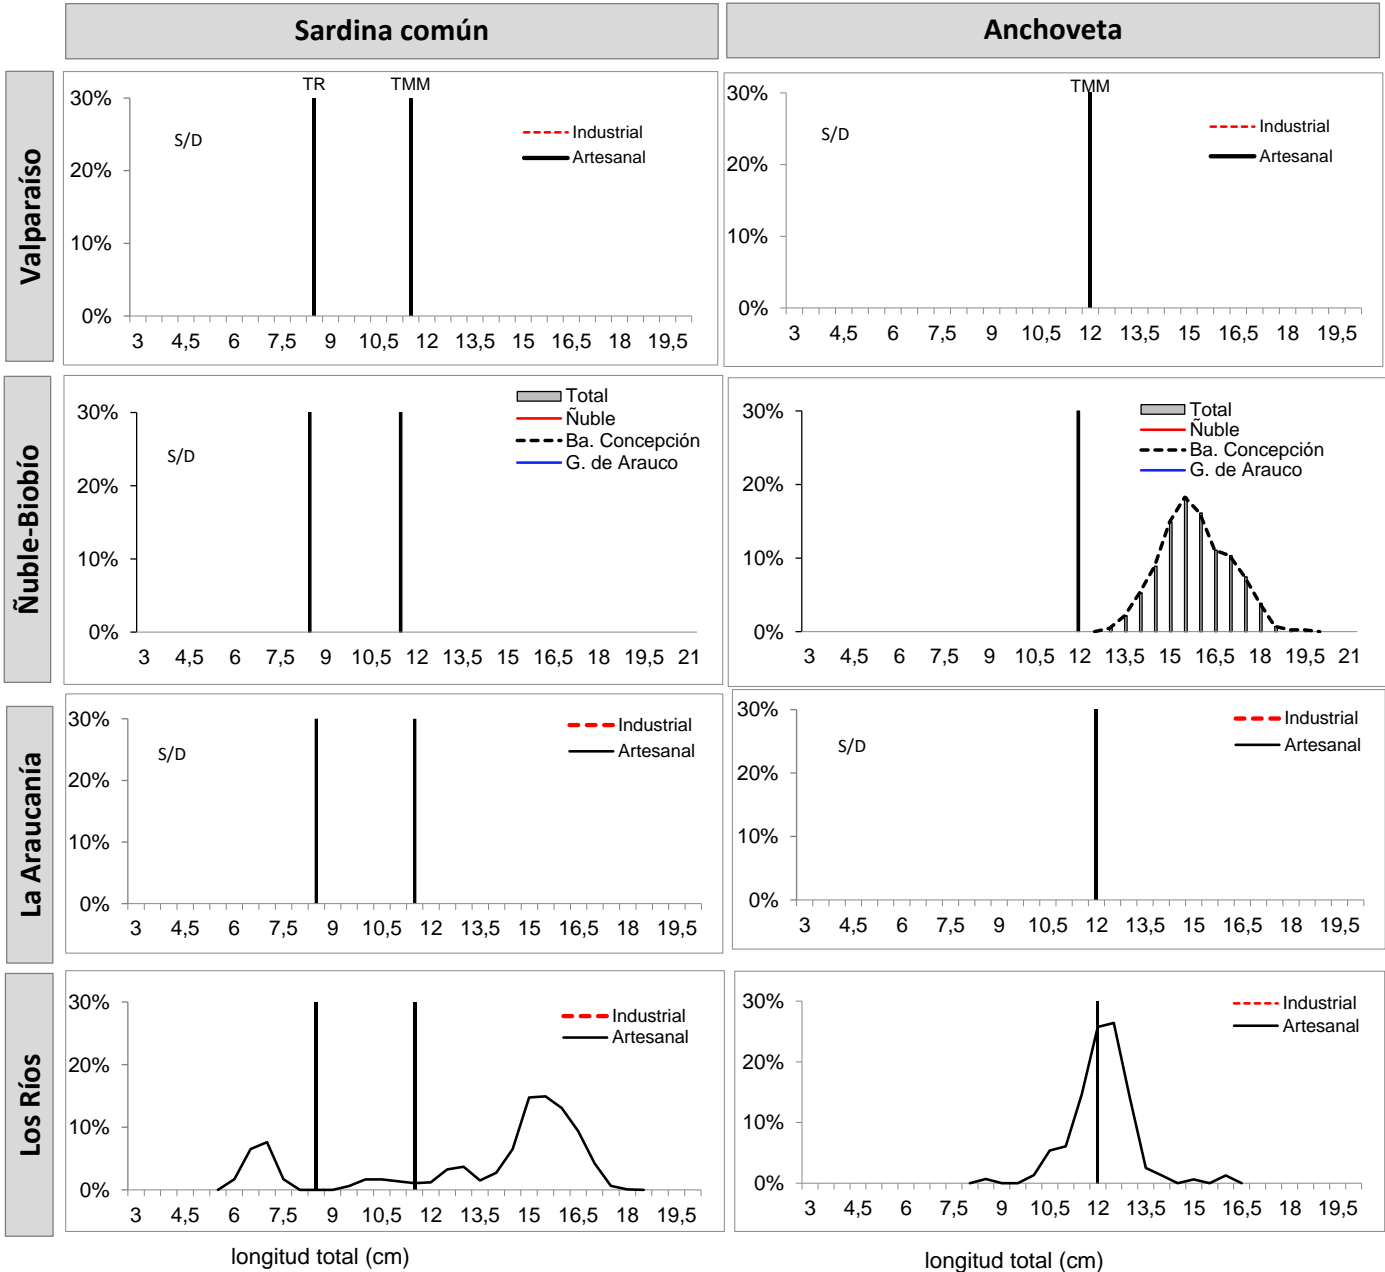 Sardina común
Anchoveta
Valparaíso
TR TMM
30%
20%
10%
0%
S/D
Industrial
Artesanal
3 4,5 6 7,5 9 10,5 12 13,5 15 16,5 18 19,5
TMM
30%
20%
10%
0%
S/D
Industrial
Artesanal
3 4,5 6 7,5 9 10,5 12 13,5 15 16,5 18 19,5
Ñuble-Biobío
30%
20%
10%
0%
S/D
Total
Ñuble
Ba. Concepción
G. de Arauco
3 4,5 6 7,5 9 10,5 12 13,5 15 16,5 18 19,5 21
30%
20%
10%
0%
Total
Ñuble
Ba. Concepción
G. de Arauco
3 4,5 6 7,5 9 10,5 12 13,5 15 16,5 18 19,5 21
La Araucanía
30%
20%
10%
0%
S/D
Industrial
Artesanal
3 4,5 6 7,5 9 10,5 12 13,5 15 16,5 18 19,5
30%
20%
10%
0%
S/D
Industrial
Artesanal
3 4,5 6 7,5 9 10,5 12 13,5 15 16,5 18 19,5
Los Ríos
30%
20%
10%
0%
Industrial
Artesanal
3 4,5 6 7,5 9 10,5 12 13,5 15 16,5 18 19,5
longitud total (cm)
30%
20%
10%
0%
Industrial
Artesanal
3 4,5 6 7,5 9 10,5 12 13,5 15 16,5 18 19,5
longitud total (cm)